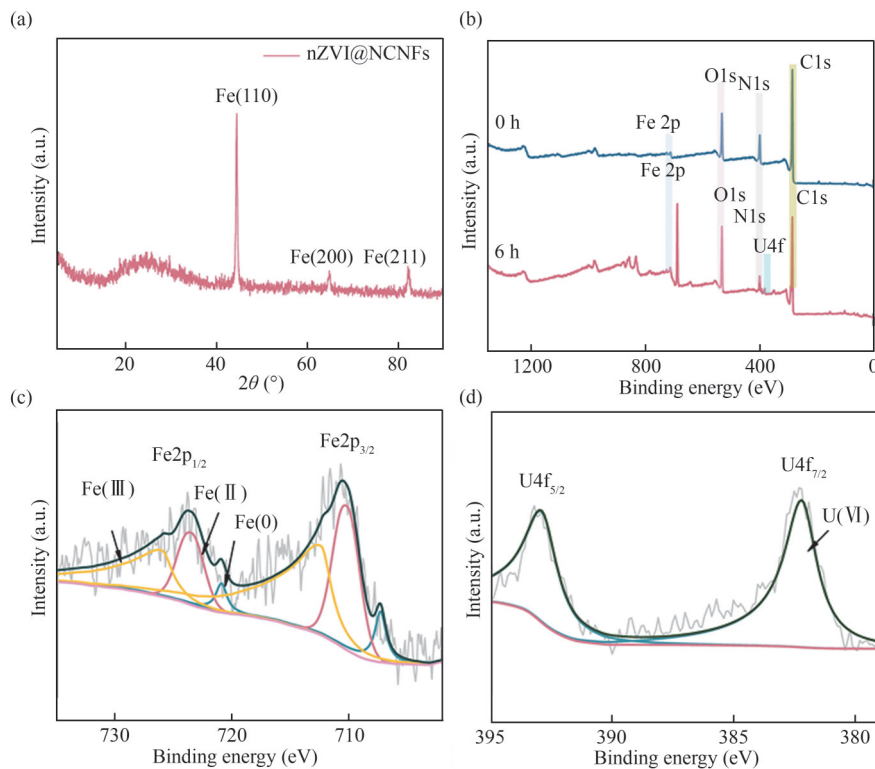 (a)
nZVI@NCNFs
Fe(110)
Fe(200)
Fe(211)
Intensity (a.u.)
20
40
60
80
2θ (°)
(b)
C1s
O1s
N1s
0 h
Fe 2p
Fe 2p
C1s
O1s
N1s
U4f
6 h
Intensity (a.u.)
1200
800
400
0
Binding energy (eV)
(c)
Fe2p3/2
Fe2p1/2
Fe(Ⅲ)
Fe(Ⅱ)
Fe(0)
Intensity (a.u.)
730
720
710
Binding energy (eV)
(d)
U4f5/2
U4f7/2
U(Ⅵ)
Intensity (a.u.)
395
390
385
380
Binding energy (eV)